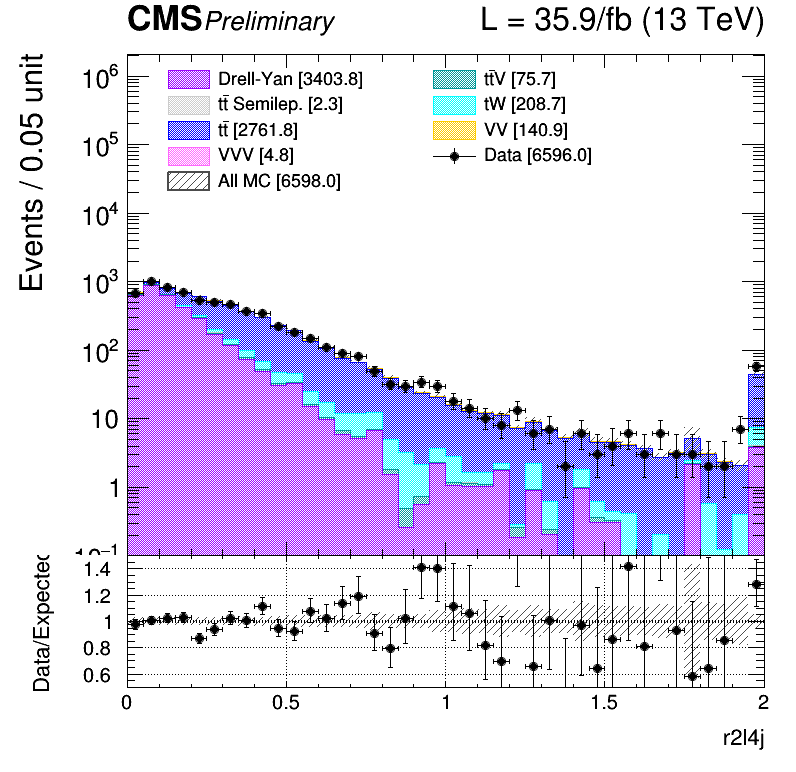 CMS Preliminary L = 35.9/fb (13 TeV)
Events / 0.05 unit
10⁶
10⁵
10⁴
10³
10²
10
1
10⁻¹
Drell-Yan [3403.8]
tt̄ Semilep. [2.3]
tt̄ [2761.8]
VVV [4.8]
All MC [6598.0]
tt̄V [75.7]
tW [208.7]
VV [140.9]
Data [6596.0]
Data/Expected
1.4
1.2
1
0.8
0.6
0 0.5 1 1.5 2
r2l4j